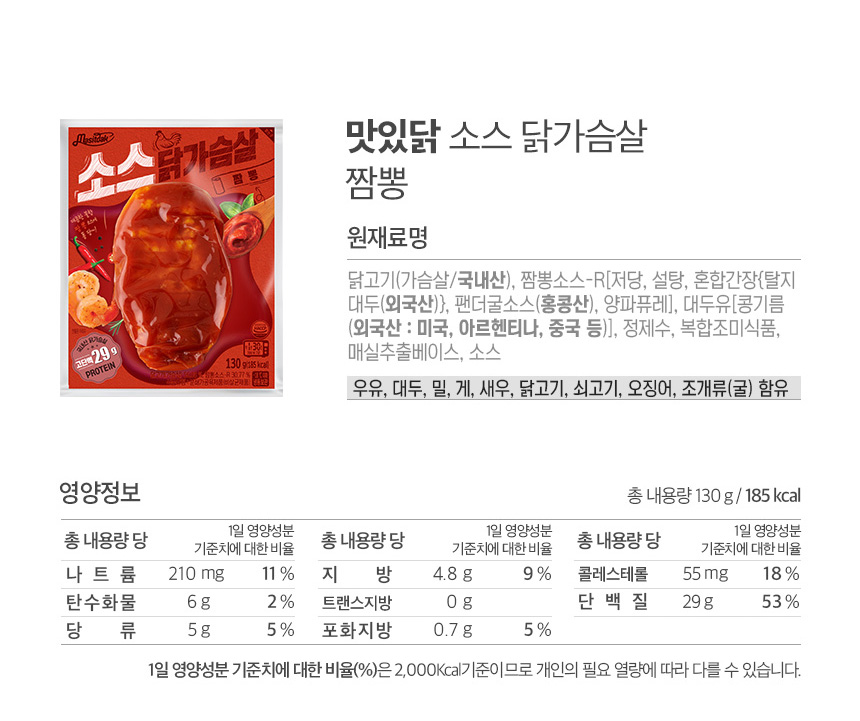 Masitdak
소스 닭가슴살
짬뽕
고단백 29g
PROTEIN
130g(185 kcal)
맛있닭 소스 닭가슴살
짬뽕
원재료명
닭고기(가슴살/국내산), 짬뽕소스-R[저당, 설탕, 혼합간장{탈지
대두(외국산)}, 팬더굴소스(홍콩산), 양파퓨레], 대두유[콩기름
(외국산 : 미국, 아르헨티나, 중국 등)], 정제수, 복합조미식품,
매실추출베이스, 소스
우유, 대두, 밀, 게, 새우, 닭고기, 쇠고기, 오징어, 조개류(굴) 함유
영양정보 총 내용량 130 g / 185 kcal
총 내용량 당 1일 영양성분 기준치에 대한 비율 총 내용량 당 1일 영양성분 기준치에 대한 비율 총 내용량 당 1일 영양성분 기준치에 대한 비율
나트륨 210 mg 11 % 지방 4.8 g 9 % 콜레스테롤 55 mg 18 %
탄수화물 6 g 2 % 트랜스지방 0 g 단백질 29 g 53 %
당류 5 g 5 % 포화지방 0.7 g 5 %
1일 영양성분 기준치에 대한 비율(%)은 2,000Kcal기준이므로 개인의 필요 열량에 따라 다를 수 있습니다.